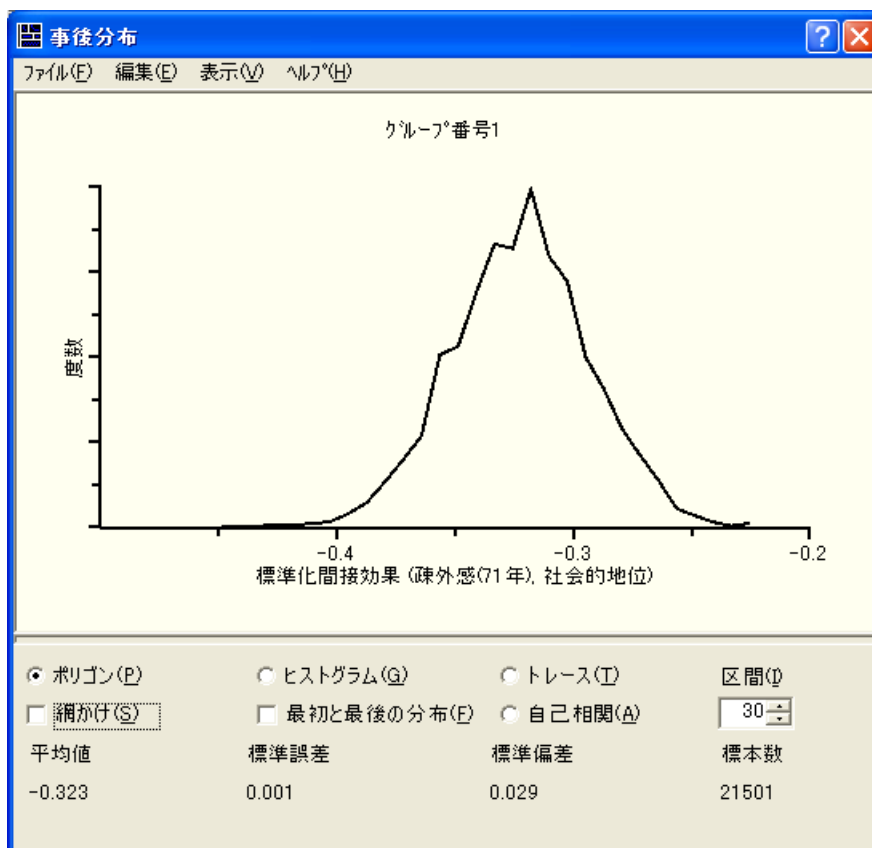 事後分布
ファイル(F) 編集(E) 表示(V) ヘルプ(H)
グループ番号1
度数
-0.4 -0.3 -0.2
標準化間接効果 (疎外感(71年), 社会的地位)
ポリゴン(P) ヒストグラム(G) トレース(T) 区間(I)
網かけ(S) 最初と最後の分布(F) 自己相関(A) 30
平均値 標準誤差 標準偏差 標本数
-0.323 0.001 0.029 21501